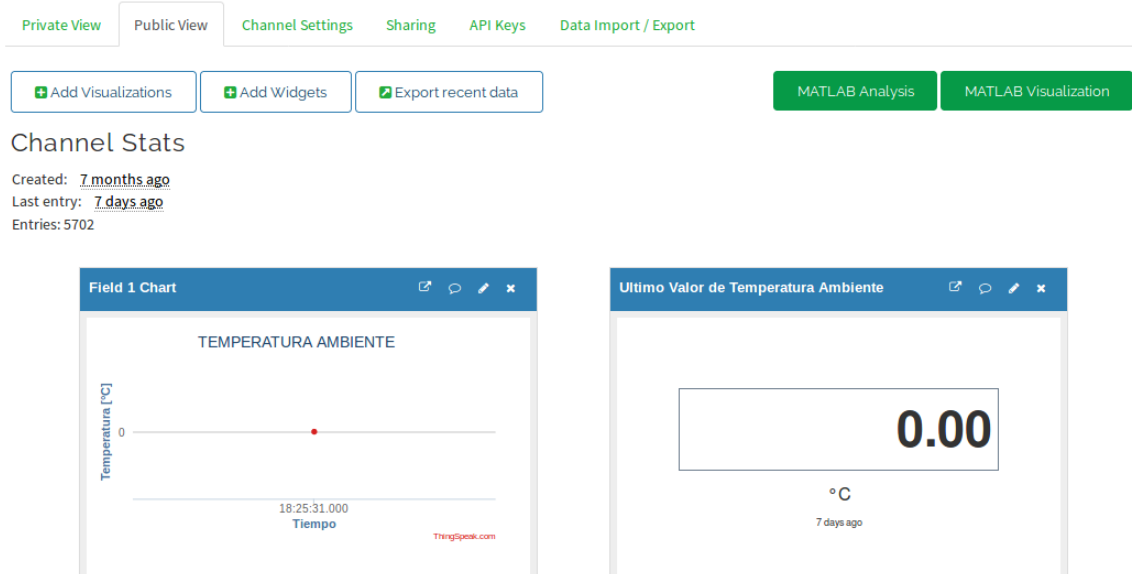 Private View Public View Channel Settings Sharing API Keys Data Import / Export
Add Visualizations Add Widgets Export recent data MATLAB Analysis MATLAB Visualization
Channel Stats
Created: 7 months ago
Last entry: 7 days ago
Entries: 5702
Field 1 Chart
TEMPERATURA AMBIENTE
Temperatura [°C]
0
18:25:31.000
Tiempo
ThingSpeak.com
Ultimo Valor de Temperatura Ambiente
0.00
°C
7 days ago